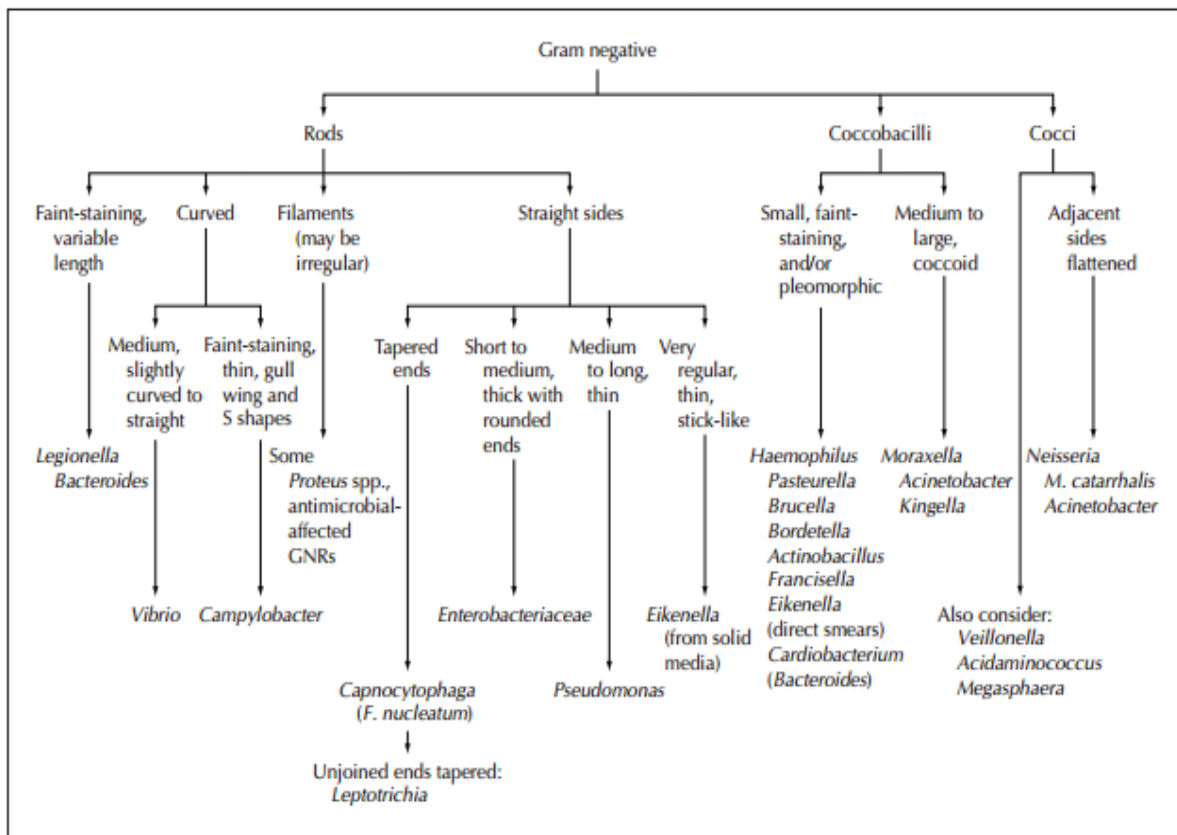 Gram negative
Rods
Coccobacilli
Cocci
Faint-staining,
variable
length
Curved
Filaments
(may be
irregular)
Straight sides
Small, faint-
staining,
and/or
pleomorphic
Medium to
large,
coccoid
Adjacent
sides
flattened
Medium,
slightly
curved to
straight
Faint-staining,
thin, gull
wing and
S shapes
Tapered
ends
Short to
medium,
thick with
rounded
ends
Medium
to long,
thin
Very
regular,
thin,
stick-like
Legionella
Bacteroides
Some
Proteus spp.,
antimicrobial-
affected
GNRs
Haemophilus
Pasteurella
Brucella
Bordetella
Actinobacillus
Francisella
Eikenella
(direct smears)
Cardiobacterium
(Bacteroides)
Moraxella
Acinetobacter
Kingella
Neisseria
M. catarrhalis
Acinetobacter
Vibrio
Campylobacter
Enterobacteriaceae
Eikenella
(from solid
media)
Also consider:
Veillonella
Acidaminococcus
Megasphaera
Capnocytophaga
(F. nucleatum)
Pseudomonas
Unjoined ends tapered:
Leptotrichia